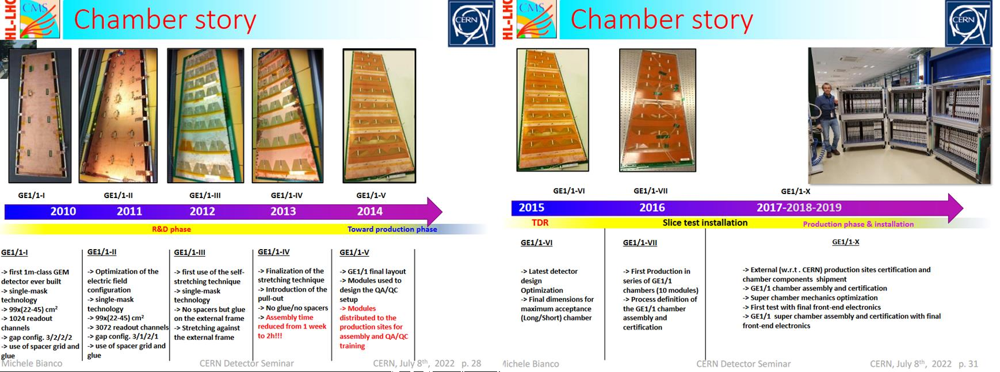 HL-LHC
CMS
Chamber story
CERN
GE1/1-I
GE1/1-II
GE1/1-III
GE1/1-IV
GE1/1-V
2010
2011
2012
2013
2014
R&D phase
Toward production phase
GE1/1-I
-> first 1m-class GEM
detector ever built
-> single-mask
technology
-> 99x(22-45) cm²
-> 1024 readout
channels
-> gap config. 3/2/2/2
-> use of spacer grid and
glue
GE1/1-II
-> Optimization of the
electric field
configuration
-> single-mask
technology
-> 99x(22-45) cm²
-> 3072 readout channels
-> gap config. 3/1/2/1
-> use of spacer grid and
glue
GE1/1-III
-> first use of the self-
stretching technique
-> single-mask
technology
-> No spacers but glue
on the external frame
-> Stretching against
the external frame
GE1/1-IV
-> Finalization of the
stretching technique
-> Introduction of the
pull-out
-> No glue/no spacers
-> Assembly time
reduced from 1 week
to 2h!!!
GE1/1-V
-> GE1/1 final layout
-> Modules used to
design the QA/QC
setup
-> Modules
distributed to the
production sites for
assembly and QA/QC
training
Michele Bianco
CERN Detector Seminar
CERN, July 8th, 2022 p. 28
HL-LHC
CMS
Chamber story
CERN
GE1/1-VI
GE1/1-VII
GE1/1-X
2015
2016
2017-2018-2019
TDR
Slice test installation
Production phase & installation
GE1/1-VI
-> Latest detector
design
Optimization
-> Final dimensions for
maximum acceptance
(Long/Short) chamber
GE1/1-VII
-> First Production in
series of GE1/1
chambers (10 modules)
-> Process definition of
the GE1/1 chamber
assembly and
certification
GE1/1-X
-> External (w.r.t . CERN) production sites certification and
chamber components shipment
-> GE1/1 chamber assembly and certification
-> Super chamber mechanics optimization
-> First test with final front-end electronics
-> GE1/1 super chamber assembly and certification with final
front-end electronics
Michele Bianco
CERN Detector Seminar
CERN, July 8th, 2022 p. 31